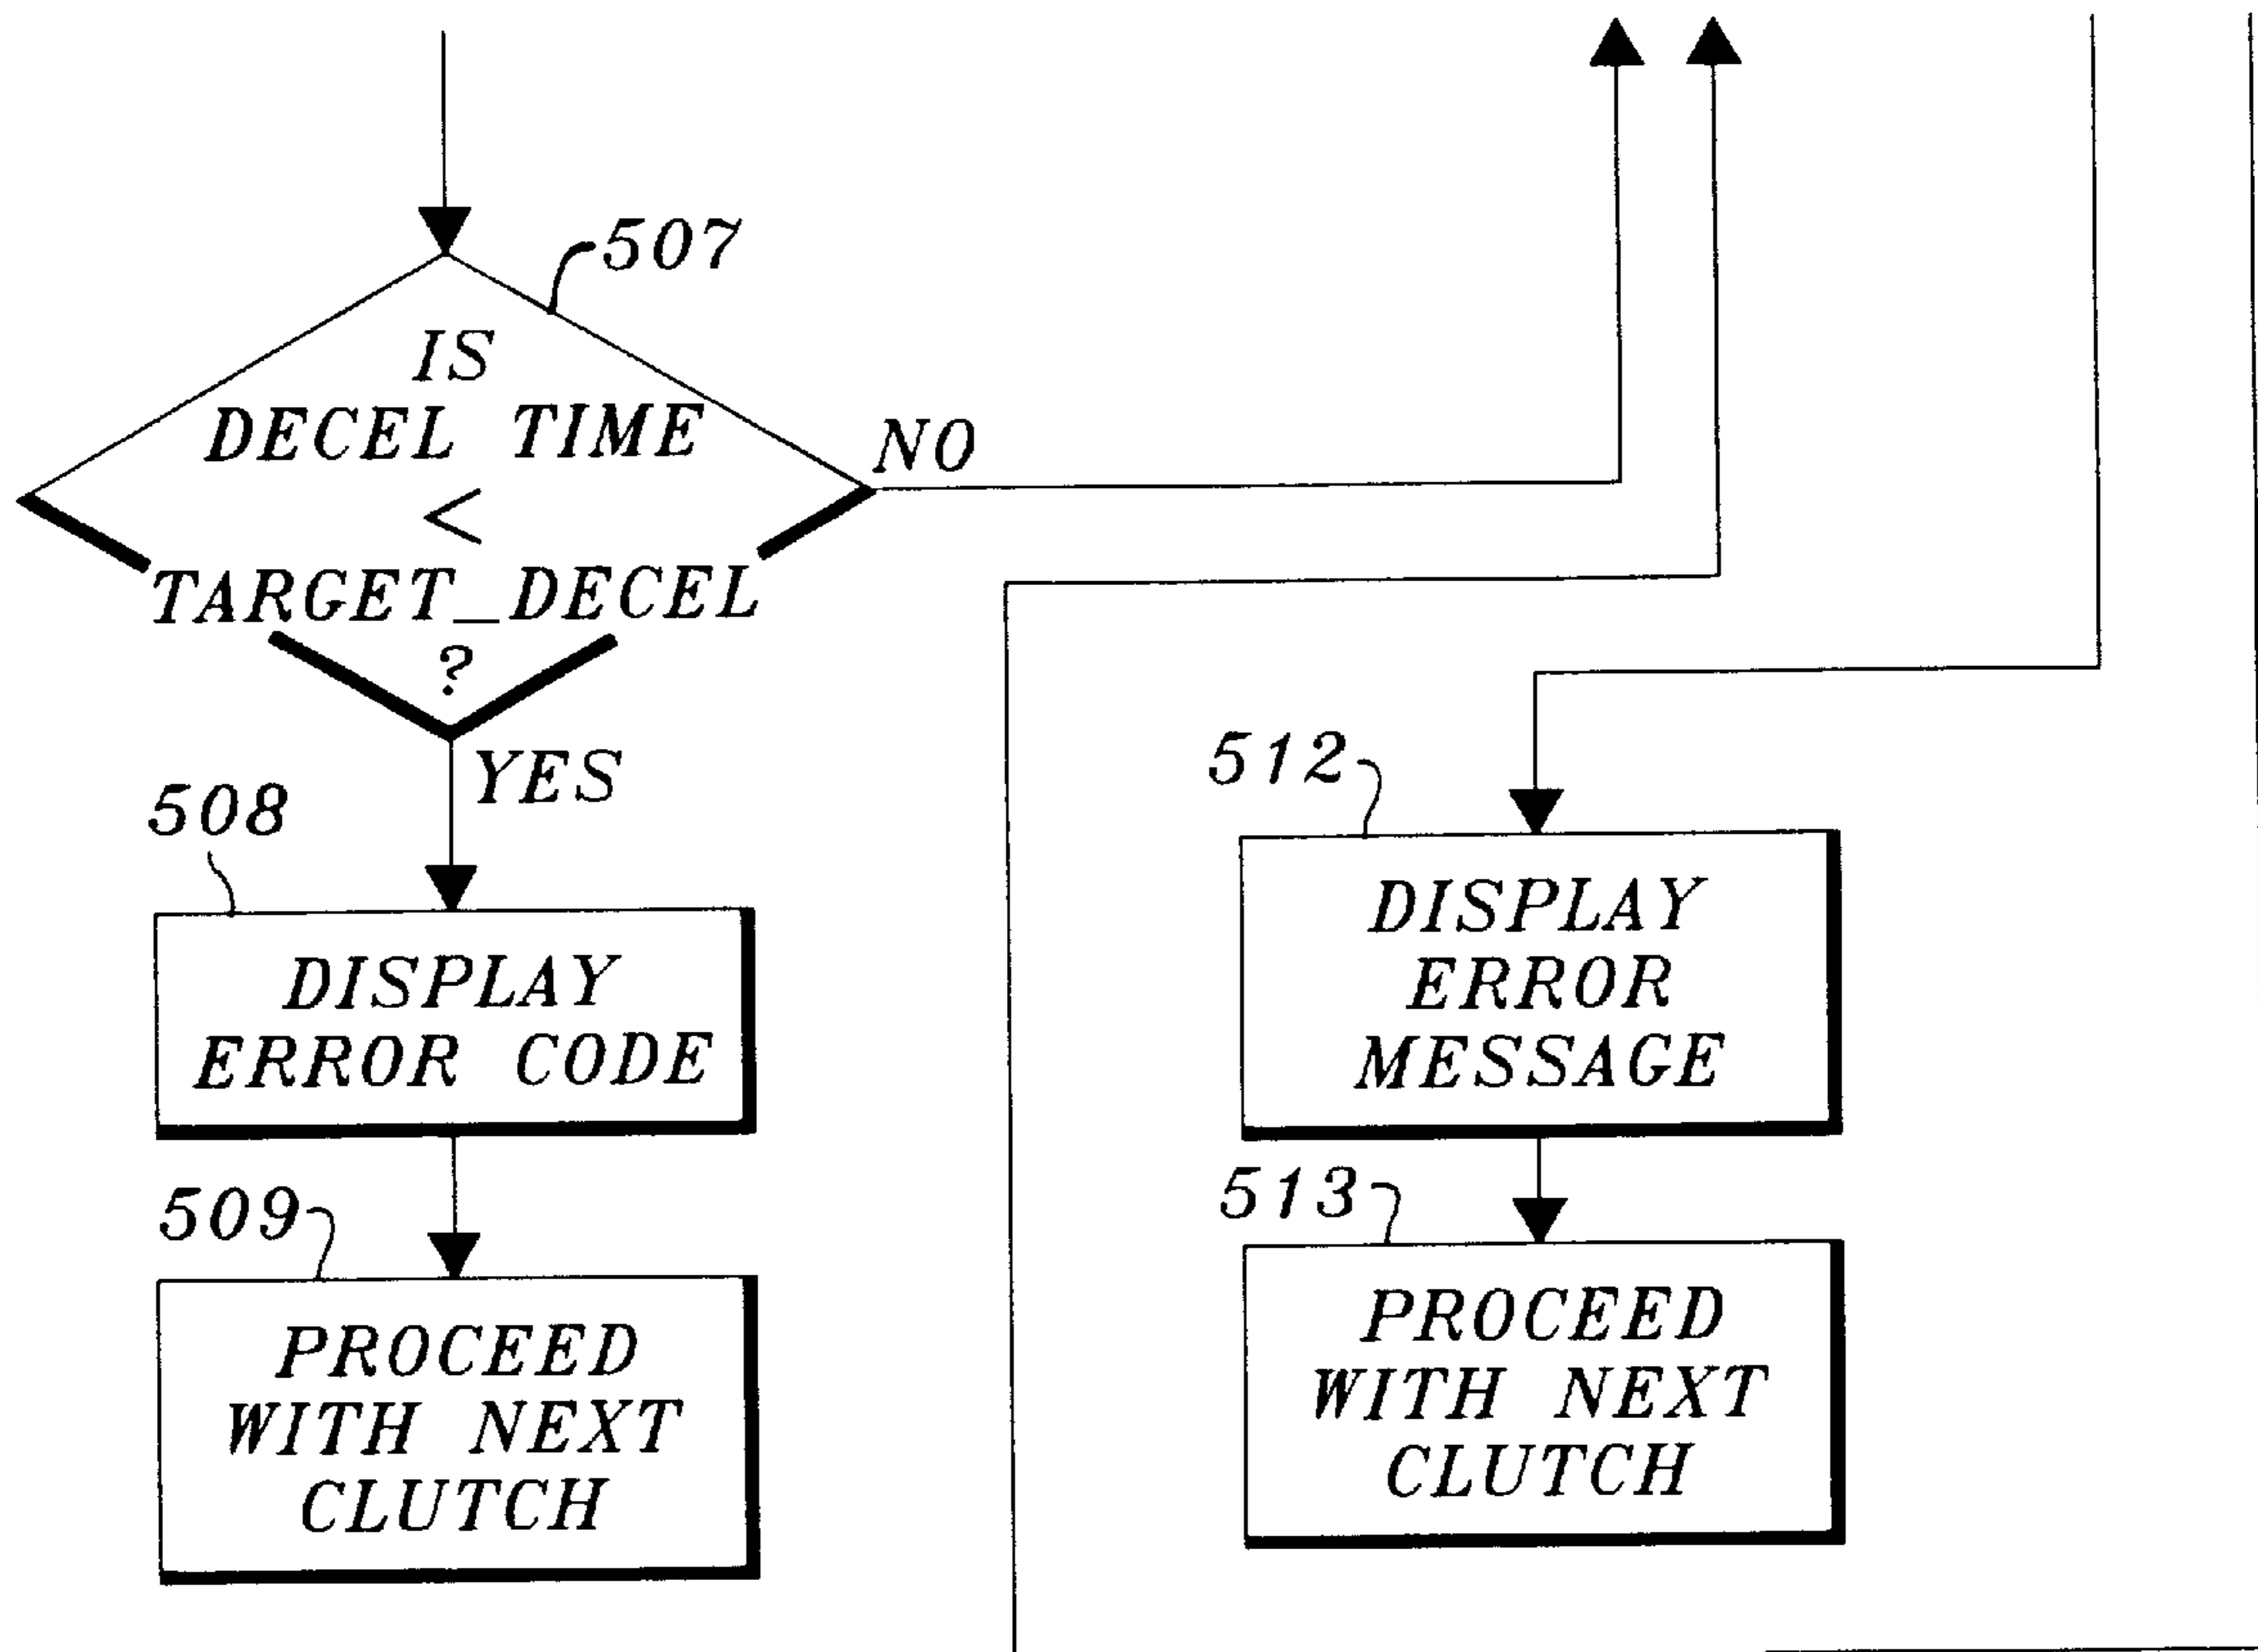 507
IS
DECEL TIME
<
TARGET_DECEL
?
NO
YES
508
DISPLAY
ERROR CODE
509
PROCEED
WITH NEXT
CLUTCH
512
DISPLAY
ERROR
MESSAGE
513
PROCEED
WITH NEXT
CLUTCH